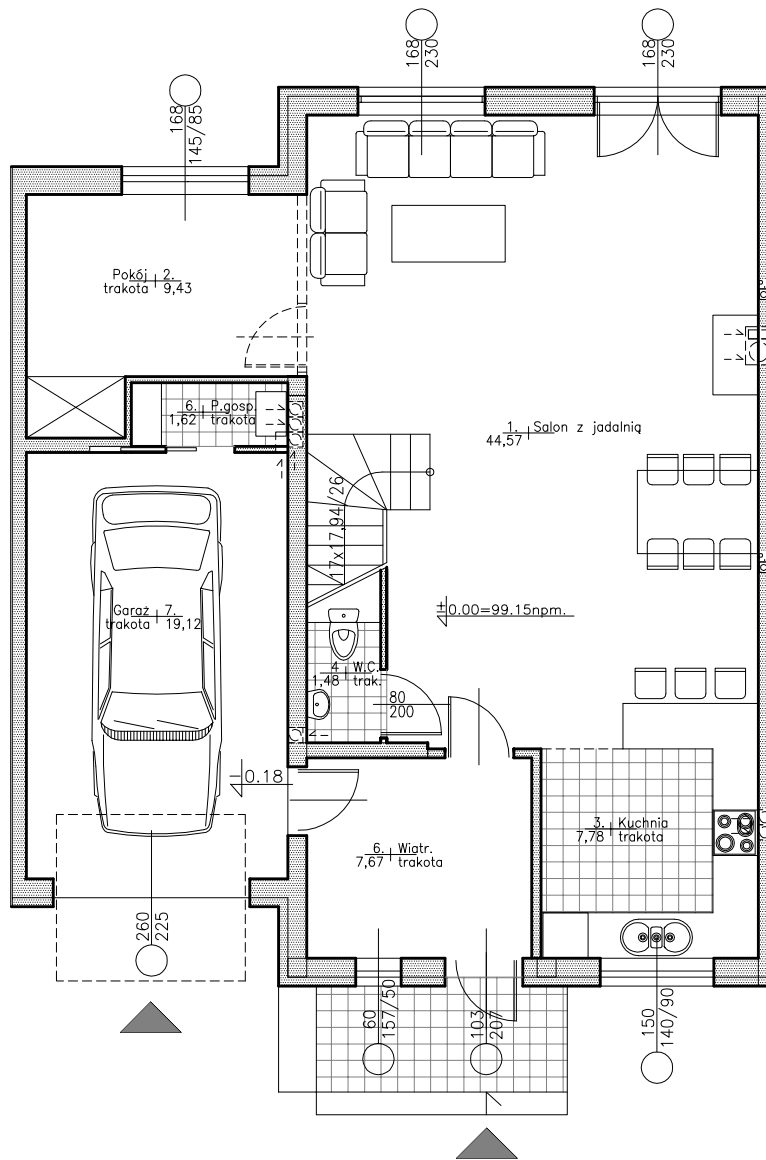 168
230
168
230
168
145/85
Pokój 2.
trakota 9,43
6. P.gosp.
1,62 trakota
1. Salon z jadalnią
44,57
17x17,94/26
Garaż 7.
trakota 19,12
±0.00=99.15npm.
4 W.C.
1,48 trak.
80
200
-0.18
3. Kuchnia
7,78 trakota
6. Wiatr.
7,67 trakota
260
225
60
157/50
103
207
150
140/90